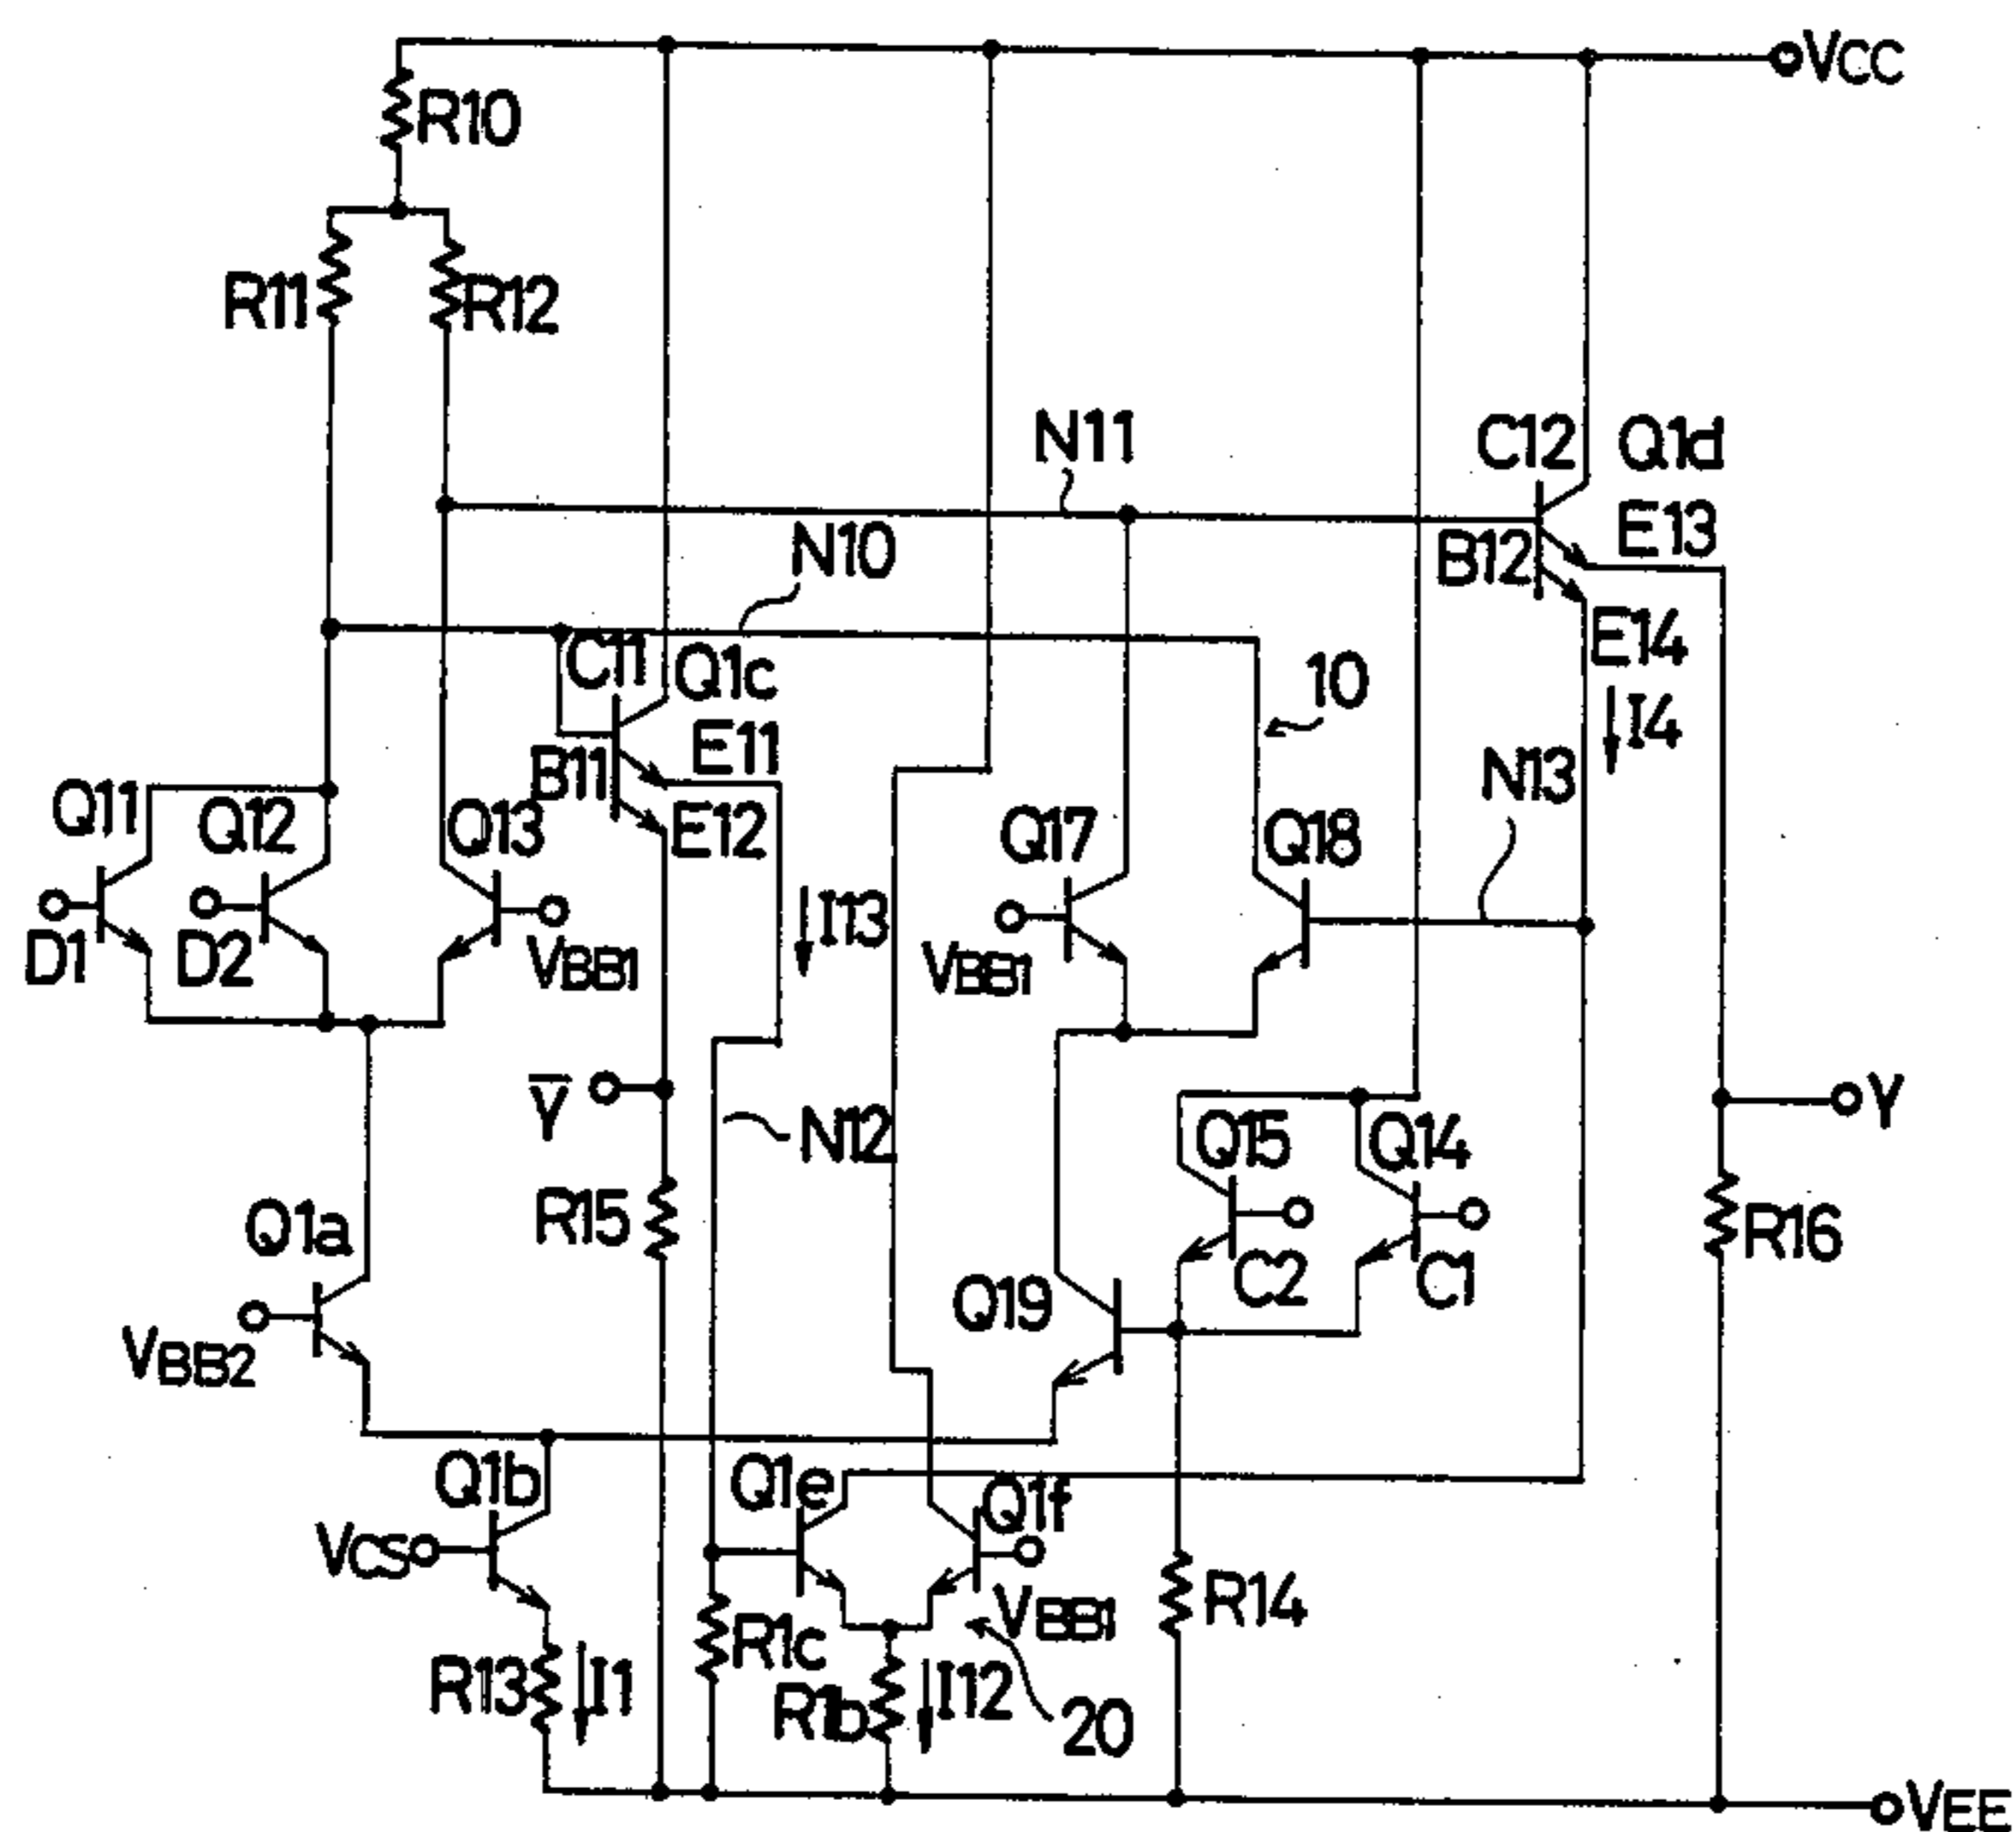 VCC
R10
R11
R12
N11
C12
Q1d
N10
B12
E13
C11
Q1c
E14
10
I4
B11
E11
N13
Q11
Q12
Q13
E12
Q17
Q18
D1
D2
VBB1
I13
VBB1
Y̅
N12
Q15
Q14
Y
Q1a
R15
R16
C2
C1
VBB2
Q19
Q1b
Q1e
Q1f
VCS
VBB1
R14
R13
I1
R1c
R1b
I12
20
VEE